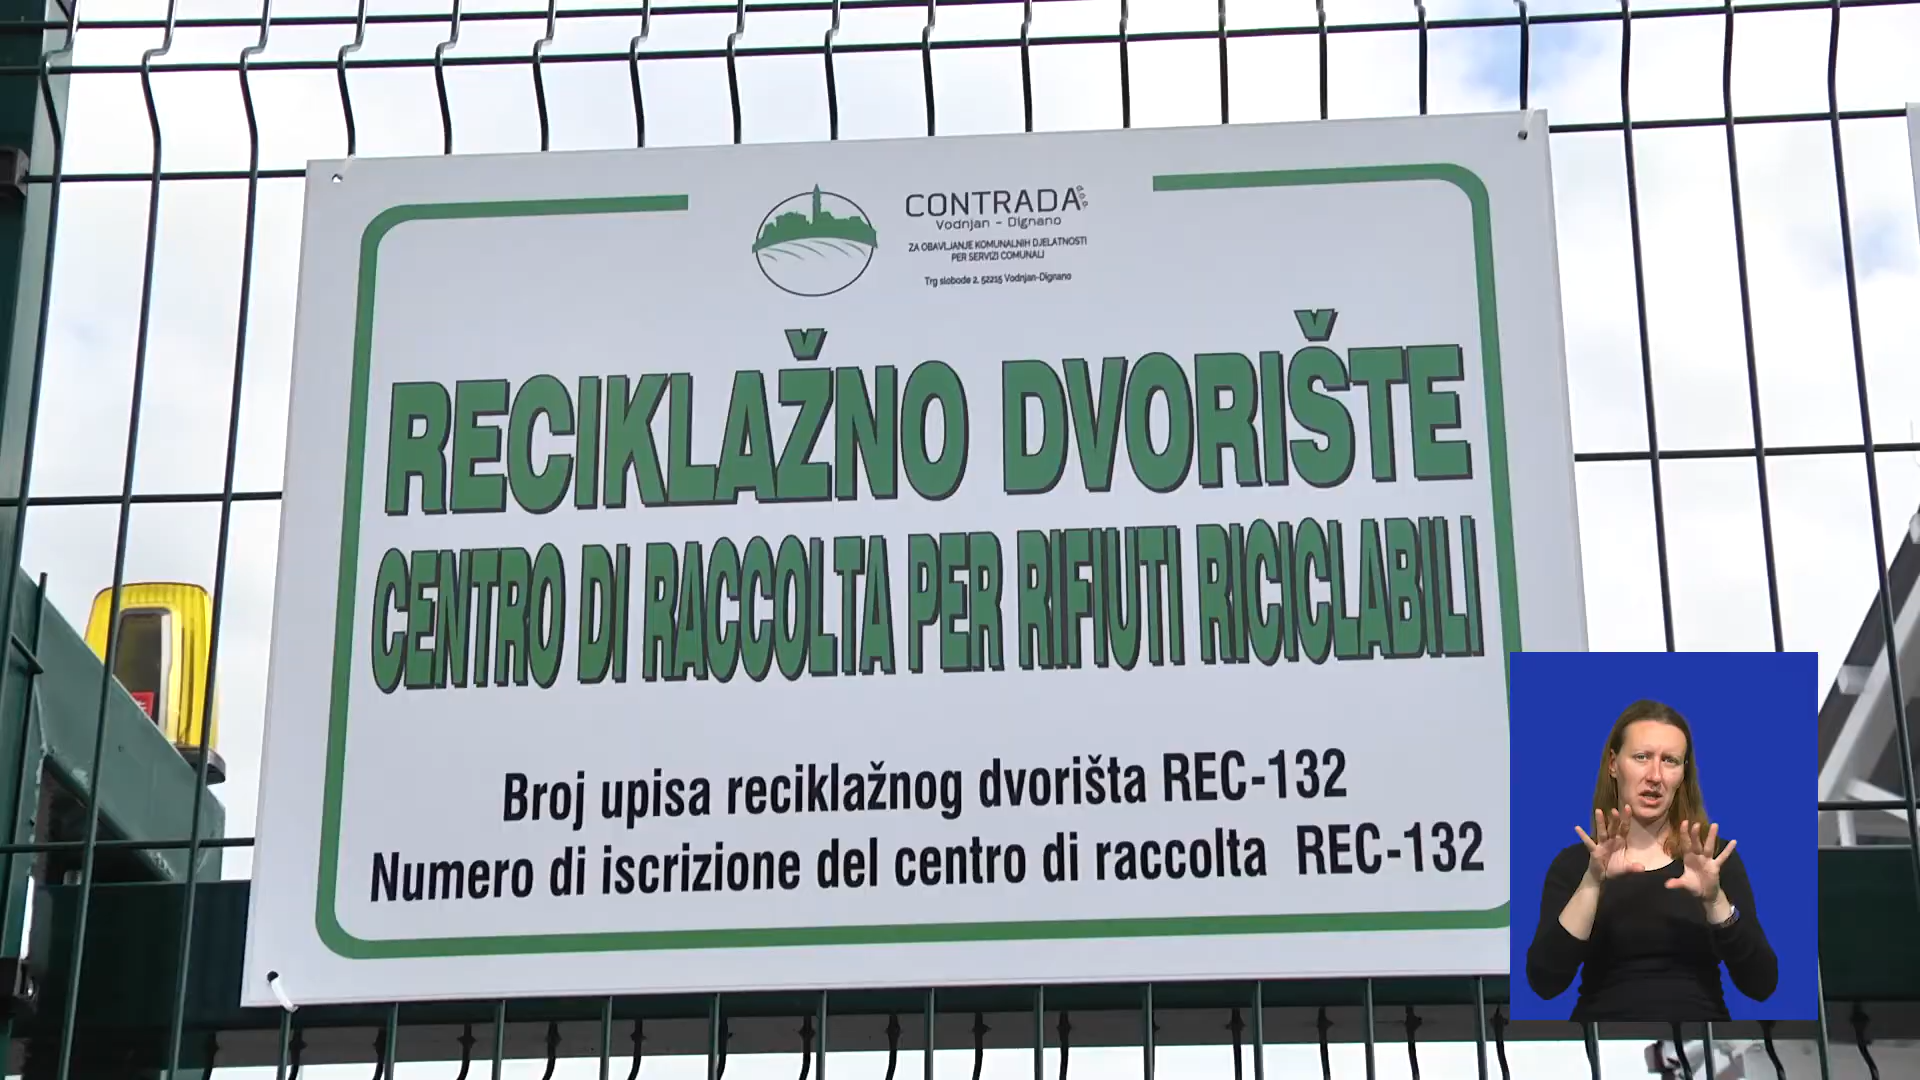 CONTRADA d.o.o.
Vodnjan - Dignano
ZA OBAVLJANJE KOMUNALNIH DJELATNOSTI
PER SERVIZI COMUNALI
Trg slobode 2, 52215 Vodnjan-Dignano
RECIKLAŽNO DVORIŠTE
CENTRO DI RACCOLTA PER RIFIUTI RICICLABILI
Broj upisa reciklažnog dvorišta REC-132
Numero di iscrizione del centro di raccolta REC-132